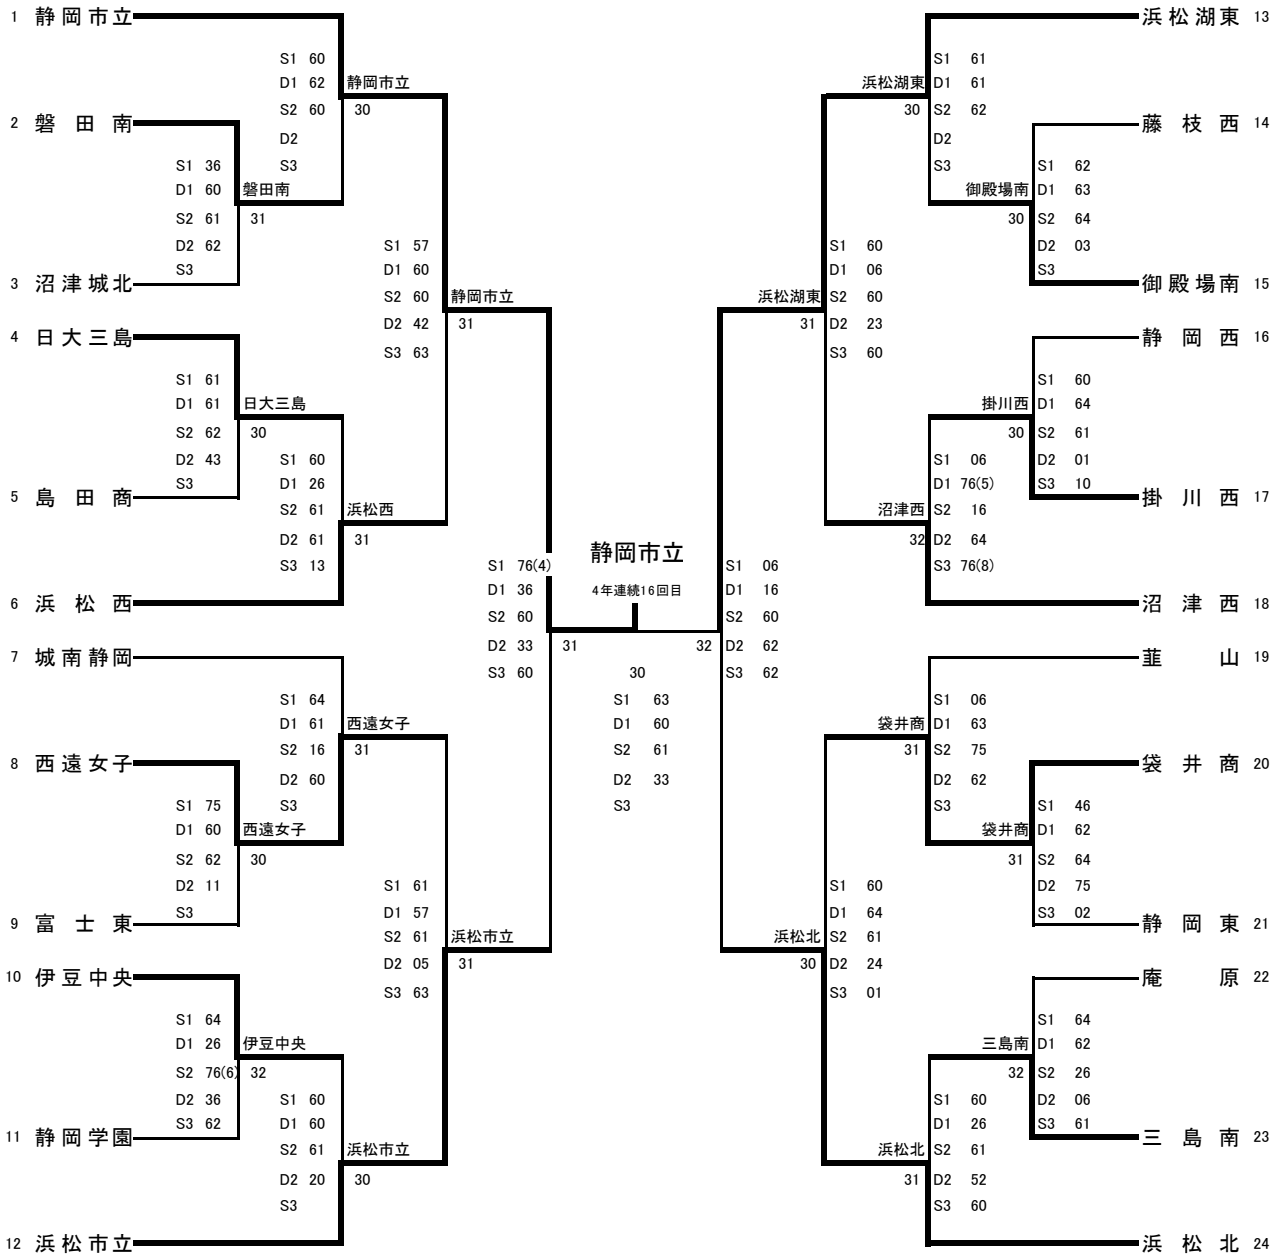 1 静岡市立
S1 60
D1 62
S2 60
D2
S3
静岡市立
30
2 磐田南
S1 36
D1 60
S2 61
D2 62
S3
磐田南
31
3 沼津城北
S1 57
D1 60
S2 60
D2 42
S3 63
静岡市立
31
4 日大三島
S1 61
D1 61
S2 62
D2 43
S3
日大三島
30
5 島田商
S1 60
D1 26
S2 61
D2 61
S3 13
浜松西
31
6 浜松西
S1 76(4)
D1 36
S2 60
D2 33
S3 60
31
7 城南静岡
S1 64
D1 61
S2 16
D2 60
S3
西遠女子
31
8 西遠女子
S1 75
D1 60
S2 62
D2 11
S3
西遠女子
30
9 富士東
S1 61
D1 57
S2 61
D2 05
S3 63
浜松市立
31
10 伊豆中央
S1 64
D1 26
S2 76(6)
D2 36
S3 62
伊豆中央
32
11 静岡学園
S1 60
D1 60
S2 61
D2 20
S3
浜松市立
30
12 浜松市立
静岡市立
4年連続16回目
30
S1 63
D1 60
S2 61
D2 33
S3
浜松湖東 13
S1 61
D1 61
S2 62
D2
S3
浜松湖東
30
藤枝西 14
S1 62
D1 63
S2 64
D2 03
S3
御殿場南
30
御殿場南 15
S1 60
D1 06
S2 60
D2 23
S3 60
浜松湖東
31
静岡西 16
S1 60
D1 64
S2 61
D2 01
S3 10
掛川西
30
掛川西 17
S1 06
D1 76(5)
S2 16
D2 64
S3 76(8)
沼津西
32
沼津西 18
S1 06
D1 16
S2 60
D2 62
S3 62
32
韮山 19
S1 06
D1 63
S2 75
D2 62
S3
袋井商
31
袋井商 20
S1 46
D1 62
S2 64
D2 75
S3 02
袋井商
31
静岡東 21
S1 60
D1 64
S2 61
D2 24
S3 01
浜松北
30
庵原 22
S1 64
D1 62
S2 26
D2 06
S3 61
三島南
32
三島南 23
S1 60
D1 26
S2 61
D2 52
S3 60
浜松北
31
浜松北 24